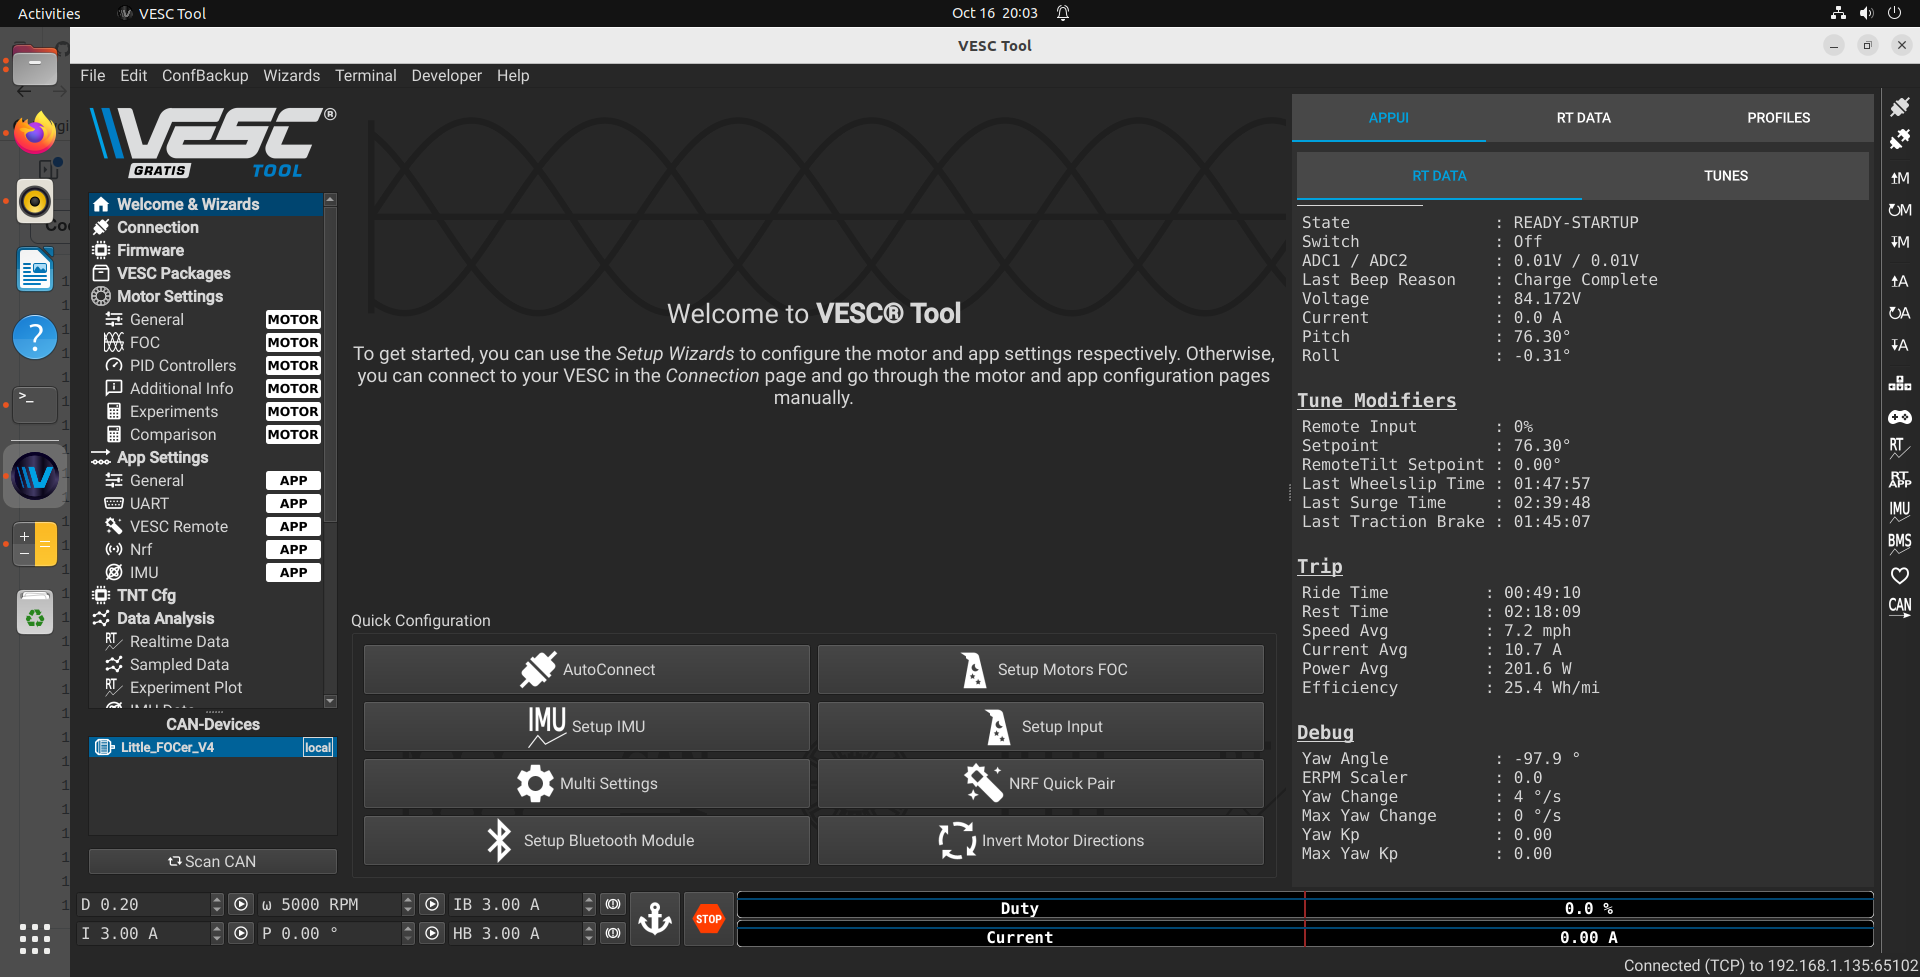 Activities
VESC Tool
Oct 16 20:03
VESC Tool
File Edit ConfBackup Wizards Terminal Developer Help
VESC®
GRATIS TOOL
Welcome & Wizards
Connection
Firmware
VESC Packages
Motor Settings
General MOTOR
FOC MOTOR
PID Controllers MOTOR
Additional Info MOTOR
Experiments MOTOR
Comparison MOTOR
App Settings
General APP
UART APP
VESC Remote APP
Nrf APP
IMU APP
TNT Cfg
Data Analysis
Realtime Data
Sampled Data
Experiment Plot
CAN-Devices
Little_FOCer_V4 local
Scan CAN
Welcome to VESC® Tool
To get started, you can use the Setup Wizards to configure the motor and app settings respectively. Otherwise,
you can connect to your VESC in the Connection page and go through the motor and app configuration pages
manually.
Quick Configuration
AutoConnect
Setup Motors FOC
IMU Setup IMU
Setup Input
Multi Settings
NRF Quick Pair
Setup Bluetooth Module
Invert Motor Directions
APPUI RT DATA PROFILES
RT DATA TUNES
State : READY-STARTUP
Switch : Off
ADC1 / ADC2 : 0.01V / 0.01V
Last Beep Reason : Charge Complete
Voltage : 84.172V
Current : 0.0 A
Pitch : 76.30°
Roll : -0.31°
Tune Modifiers
Remote Input : 0%
Setpoint : 76.30°
RemoteTilt Setpoint : 0.00°
Last Wheelslip Time : 01:47:57
Last Surge Time : 02:39:48
Last Traction Brake : 01:45:07
Trip
Ride Time : 00:49:10
Rest Time : 02:18:09
Speed Avg : 7.2 mph
Current Avg : 10.7 A
Power Avg : 201.6 W
Efficiency : 25.4 Wh/mi
Debug
Yaw Angle : -97.9 °
ERPM Scaler : 0.0
Yaw Change : 4 °/s
Max Yaw Change : 0 °/s
Yaw Kp : 0.00
Max Yaw Kp : 0.00
M
M
M
A
A
A
RT
RT
APP
IMU
BMS
CAN
D 0.20 ω 5000 RPM IB 3.00 A
I 3.00 A P 0.00 ° HB 3.00 A
STOP
Duty 0.0 %
Current 0.00 A
Connected (TCP) to 192.168.1.135:65102